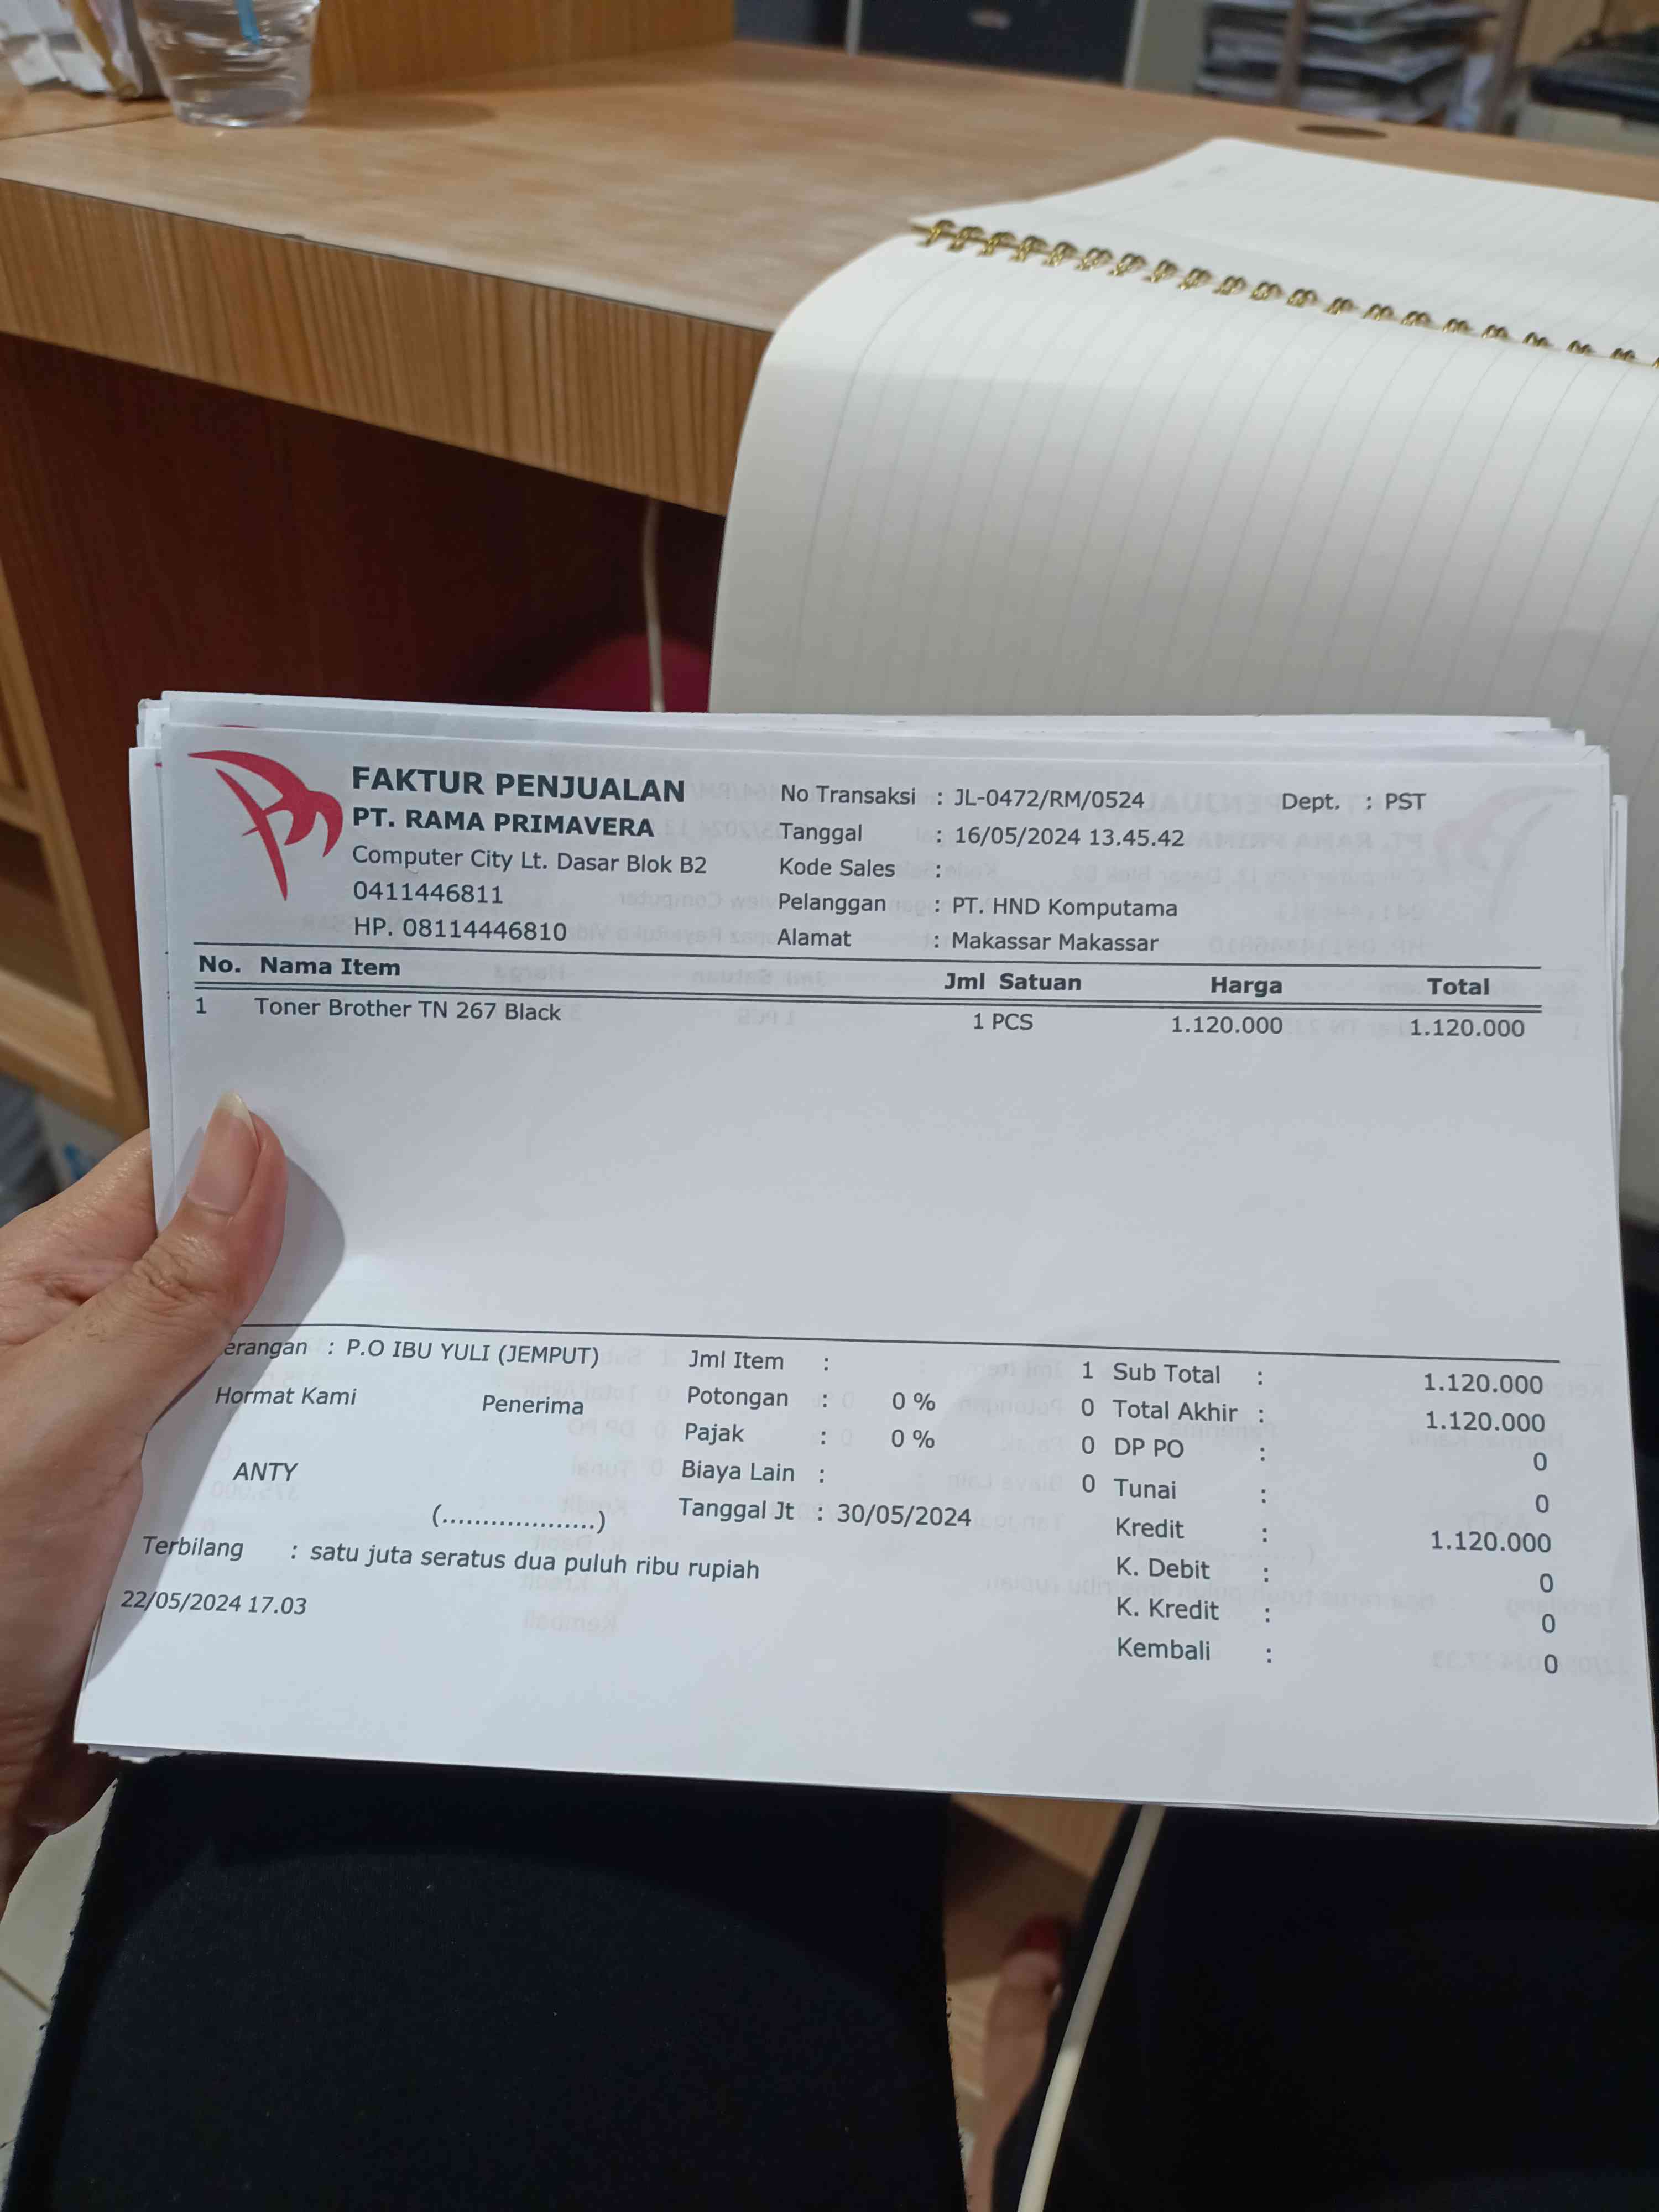 FAKTUR PENJUALAN
PT. RAMA PRIMAVERA
Computer City Lt. Dasar Blok B2
0411446811
HP. 08114446810
No Transaksi : JL-0472/RM/0524 Dept. : PST
Tanggal : 16/05/2024 13.45.42
Kode Sales :
Pelanggan : PT. HND Komputama
Alamat : Makassar Makassar
No. Nama Item Jml Satuan Harga Total
1 Toner Brother TN 267 Black 1 PCS 1.120.000 1.120.000
erangan : P.O IBU YULI (JEMPUT)
Hormat Kami Penerima
ANTY
(...................)
Jml Item : 1
Potongan : 0 % 0
Pajak : 0 % 0
Biaya Lain : 0
Tanggal Jt : 30/05/2024
Sub Total : 1.120.000
Total Akhir : 1.120.000
DP PO : 0
Tunai : 0
Kredit : 1.120.000
K. Debit : 0
K. Kredit : 0
Kembali : 0
Terbilang : satu juta seratus dua puluh ribu rupiah
22/05/2024 17.03